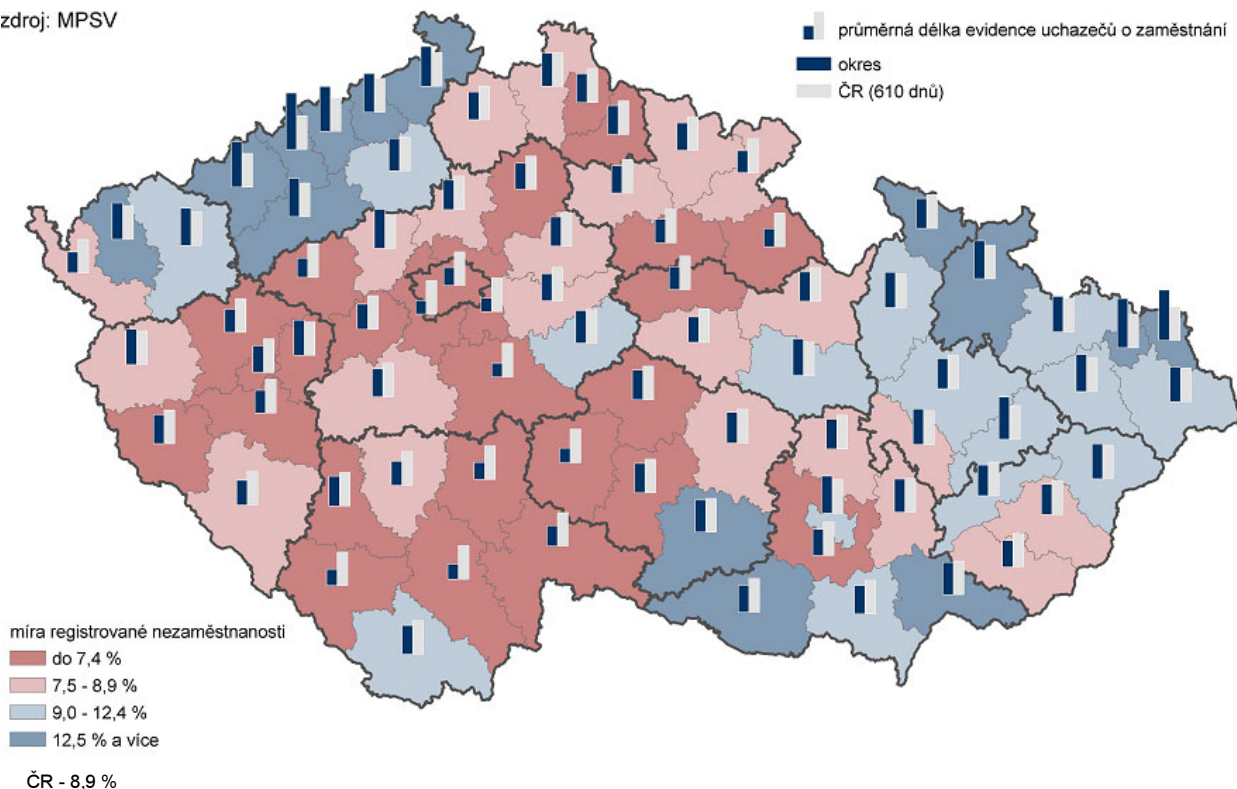 zdroj: MPSV
průměrná délka evidence uchazečů o zaměstnání
okres
ČR (610 dnů)
míra registrované nezaměstnanosti
do 7,4 %
7,5 - 8,9 %
9,0 - 12,4 %
12,5 % a více
ČR - 8,9 %